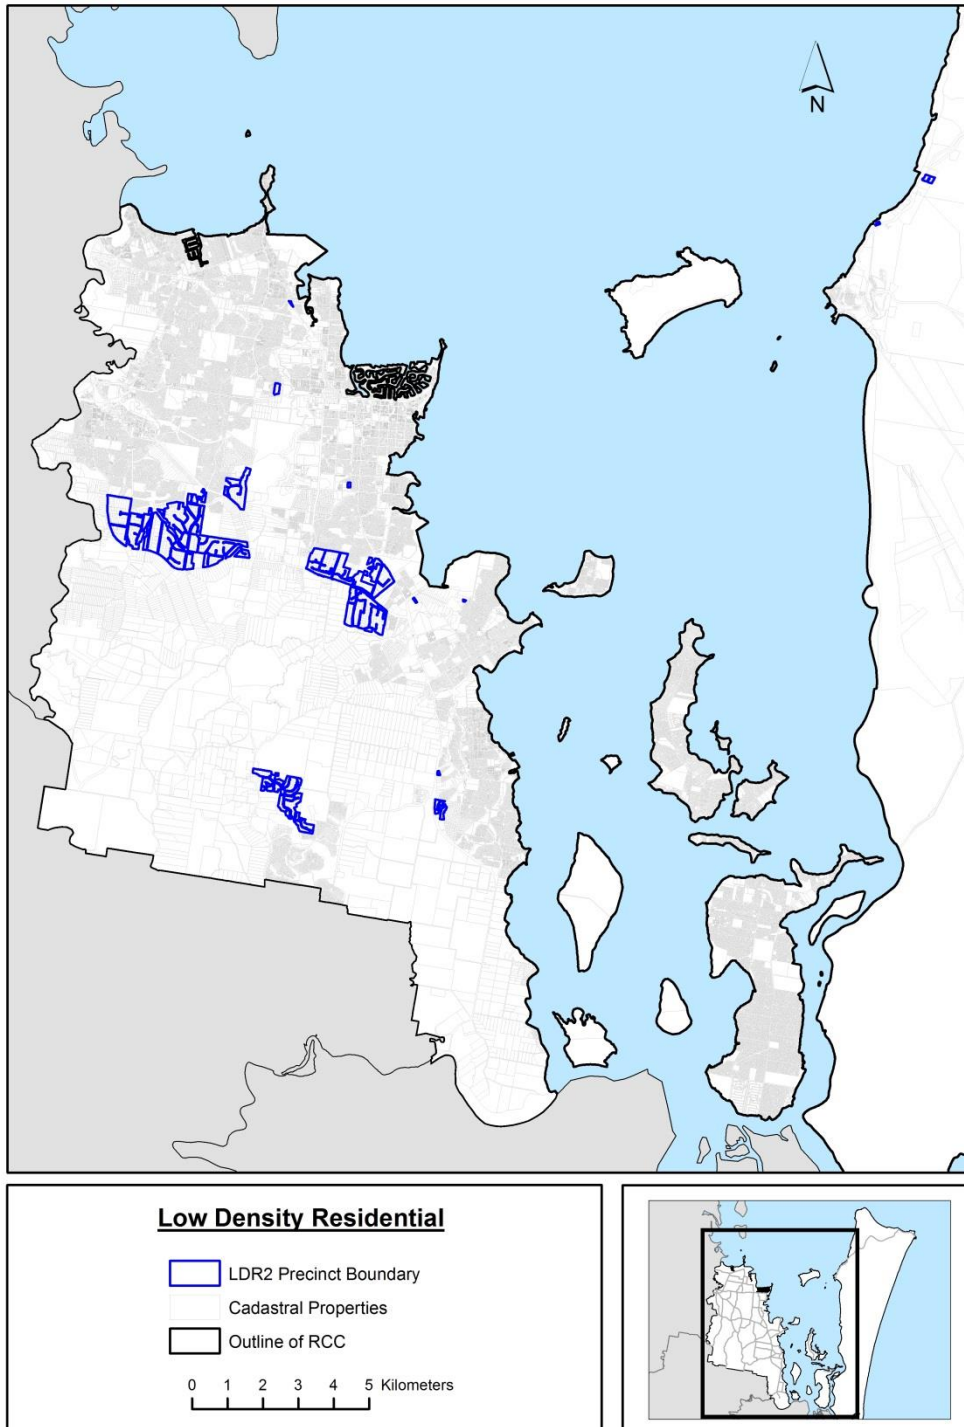 N
Low Density Residential
LDR2 Precinct Boundary
Cadastral Properties
Outline of RCC
0 1 2 3 4 5 Kilometers